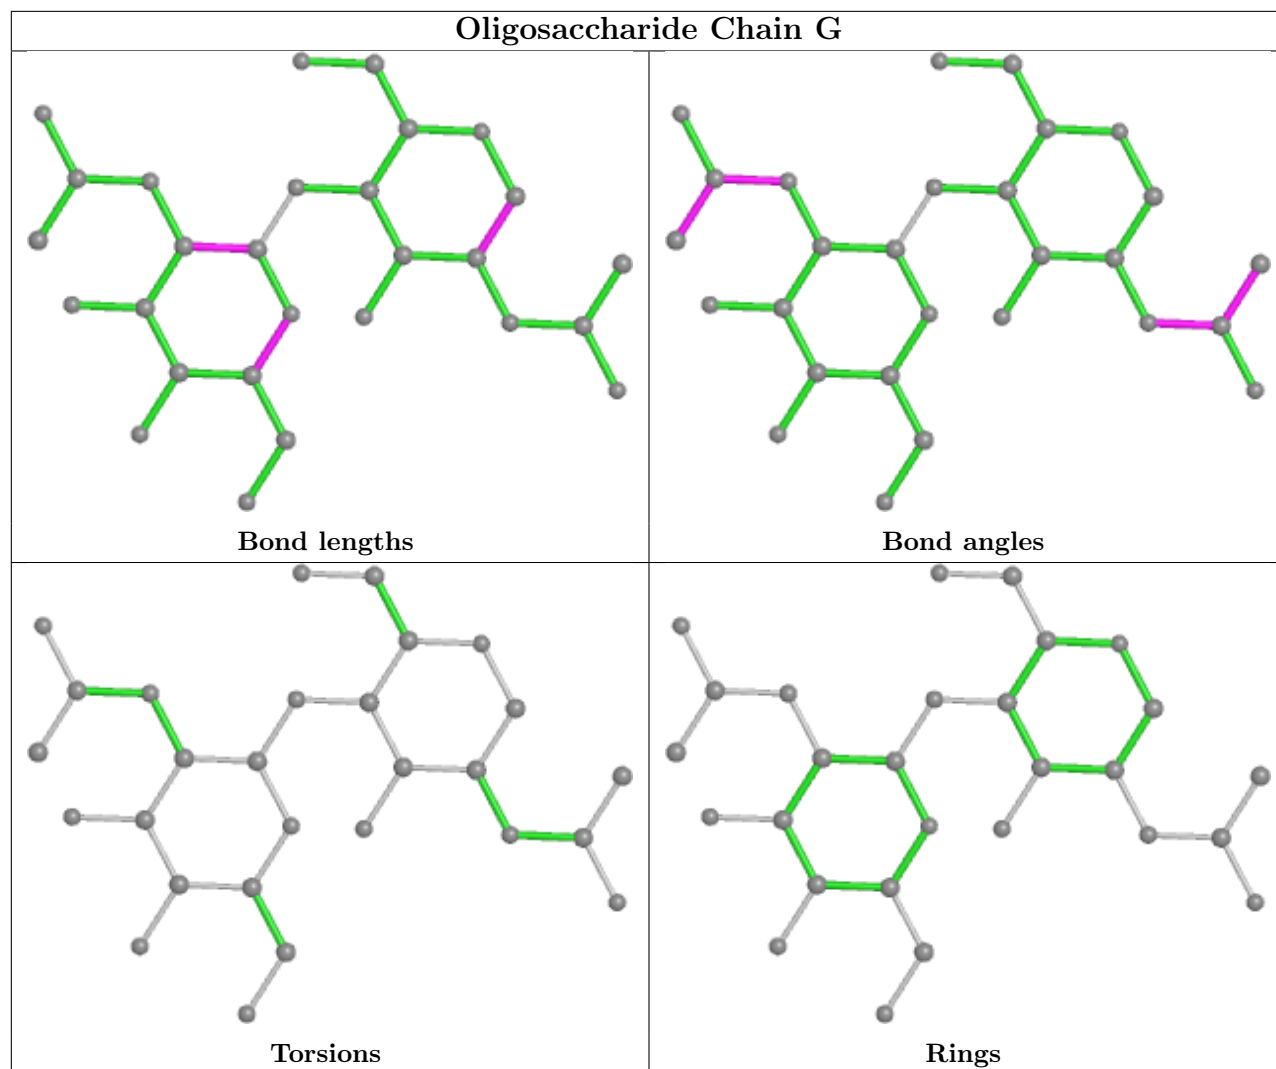 Oligosaccharide Chain G
Bond lengths
Bond angles
Torsions
Rings